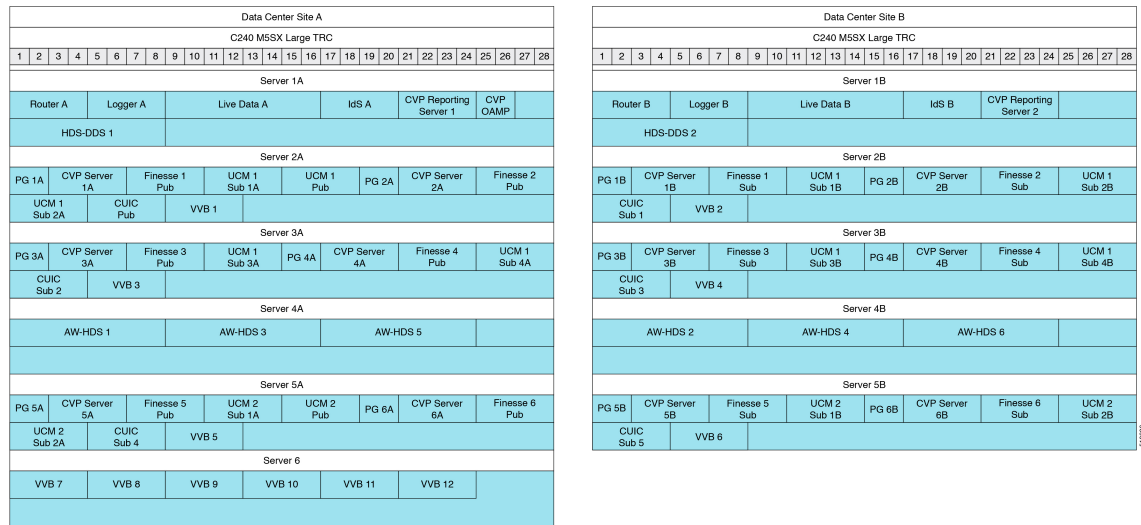 Data Center Site A
C240 M5SX Large TRC
1 2 3 4 5 6 7 8 9 10 11 12 13 14 15 16 17 18 19 20 21 22 23 24 25 26 27 28
Server 1A
Router A Logger A Live Data A IdS A CVP Reporting Server 1 CVP OAMP
HDS-DDS 1
Server 2A
PG 1A CVP Server 1A Finesse 1 Pub UCM 1 Sub 1A UCM 1 Pub PG 2A CVP Server 2A Finesse 2 Pub
UCM 1 Sub 2A CUIC Pub VVB 1
Server 3A
PG 3A CVP Server 3A Finesse 3 Pub UCM 1 Sub 3A PG 4A CVP Server 4A Finesse 4 Pub UCM 1 Sub 4A
CUIC Sub 2 VVB 3
Server 4A
AW-HDS 1 AW-HDS 3 AW-HDS 5
Server 5A
PG 5A CVP Server 5A Finesse 5 Pub UCM 2 Sub 1A UCM 2 Pub PG 6A CVP Server 6A Finesse 6 Pub
UCM 2 Sub 2A CUIC Sub 4 VVB 5
Server 6
VVB 7 VVB 8 VVB 9 VVB 10 VVB 11 VVB 12
Data Center Site B
C240 M5SX Large TRC
1 2 3 4 5 6 7 8 9 10 11 12 13 14 15 16 17 18 19 20 21 22 23 24 25 26 27 28
Server 1B
Router B Logger B Live Data B IdS B CVP Reporting Server 2
HDS-DDS 2
Server 2B
PG 1B CVP Server 1B Finesse 1 Sub UCM 1 Sub 1B PG 2B CVP Server 2B Finesse 2 Sub UCM 1 Sub 2B
CUIC Sub 1 VVB 2
Server 3B
PG 3B CVP Server 3B Finesse 3 Sub UCM 1 Sub 3B PG 4B CVP Server 4B Finesse 4 Sub UCM 1 Sub 4B
CUIC Sub 3 VVB 4
Server 4B
AW-HDS 2 AW-HDS 4 AW-HDS 6
Server 5B
PG 5B CVP Server 5B Finesse 5 Sub UCM 2 Sub 1B PG 6B CVP Server 6B Finesse 6 Sub UCM 2 Sub 2B
CUIC Sub 5 VVB 6